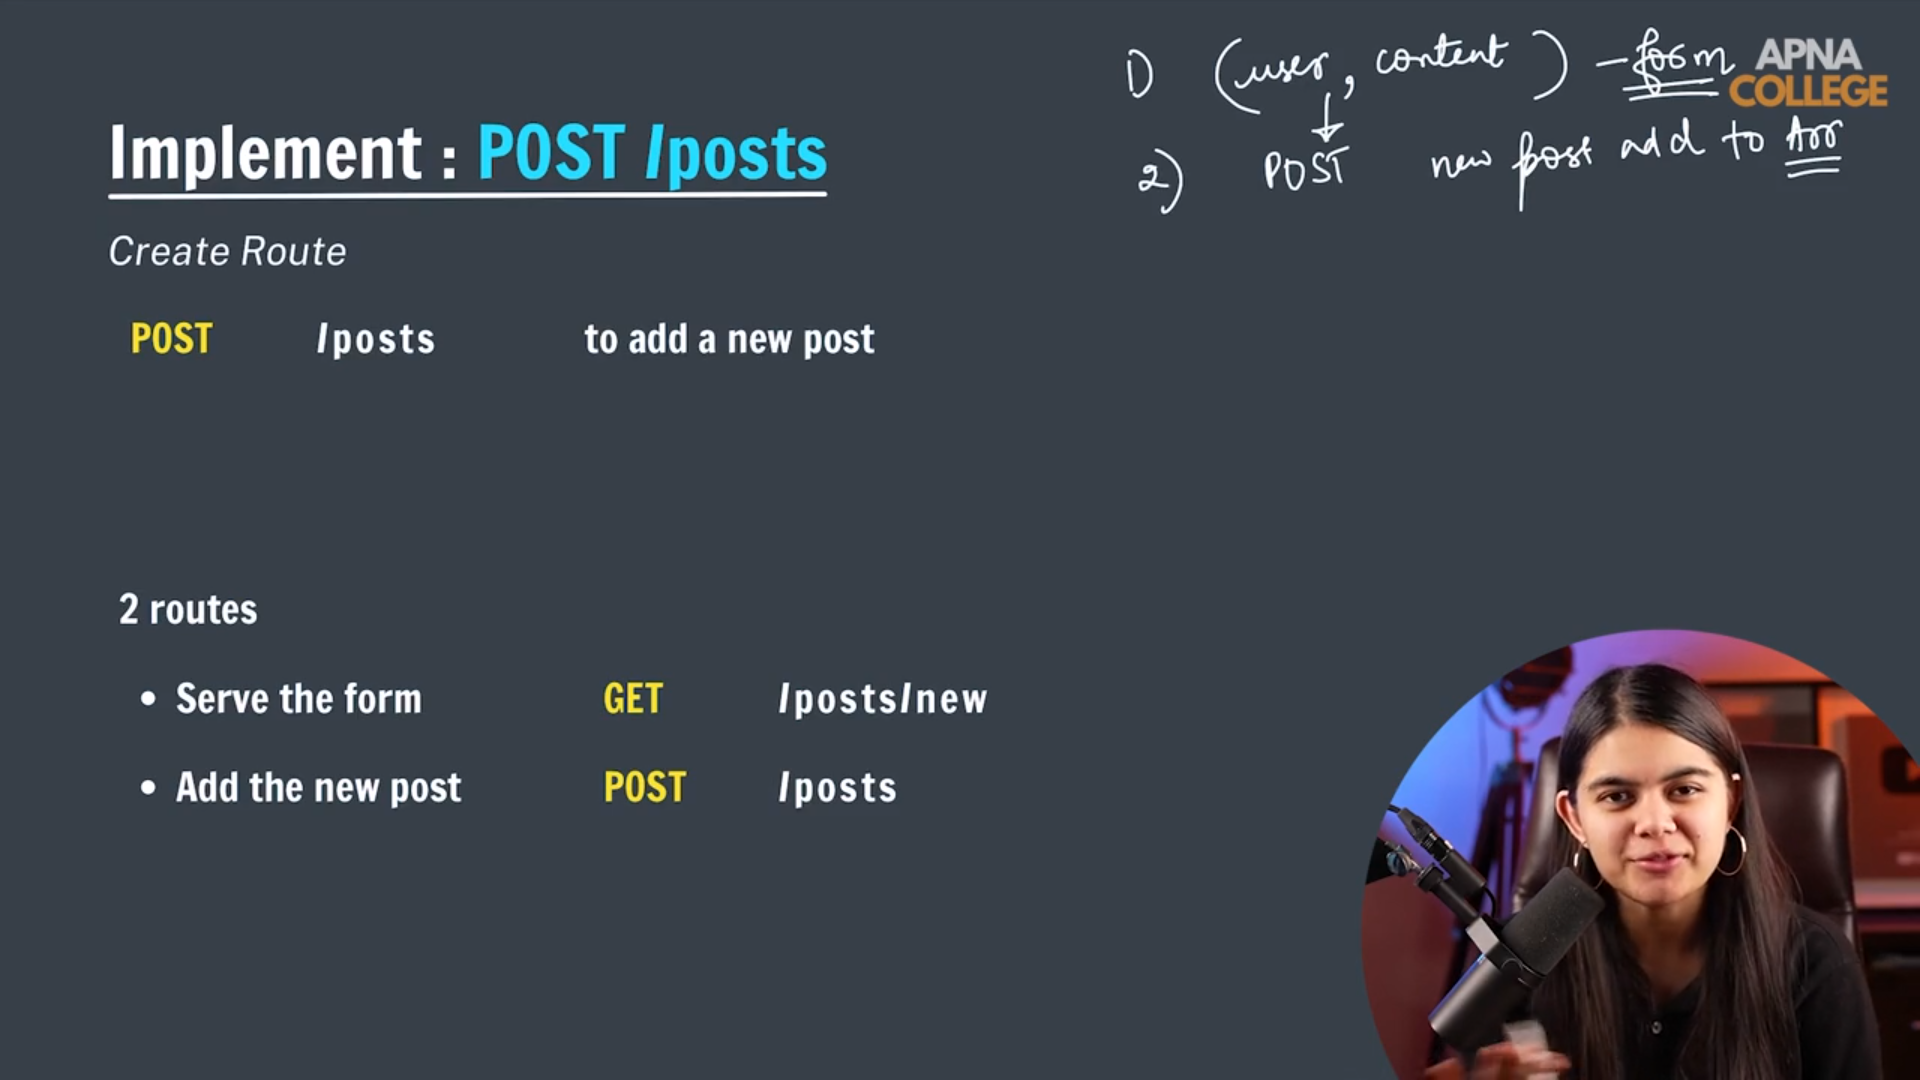 1) (user, content) - form
APNA
COLLEGE
Implement : POST /posts
2) POST new post add to Arr
Create Route
POST /posts to add a new post
2 routes
• Serve the form GET /posts/new
• Add the new post POST /posts